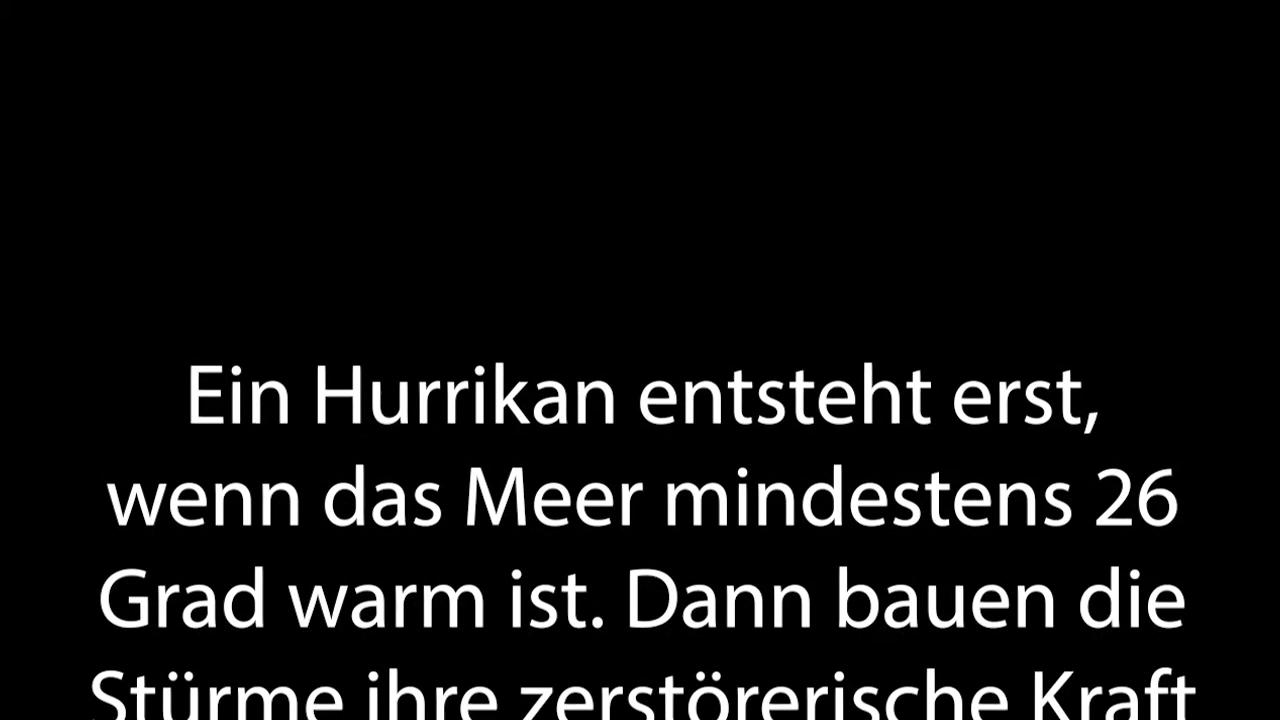 Ein Hurrikan entsteht erst,
wenn das Meer mindestens 26
Grad warm ist. Dann bauen die
Stürme ihre zerstörerische Kraft